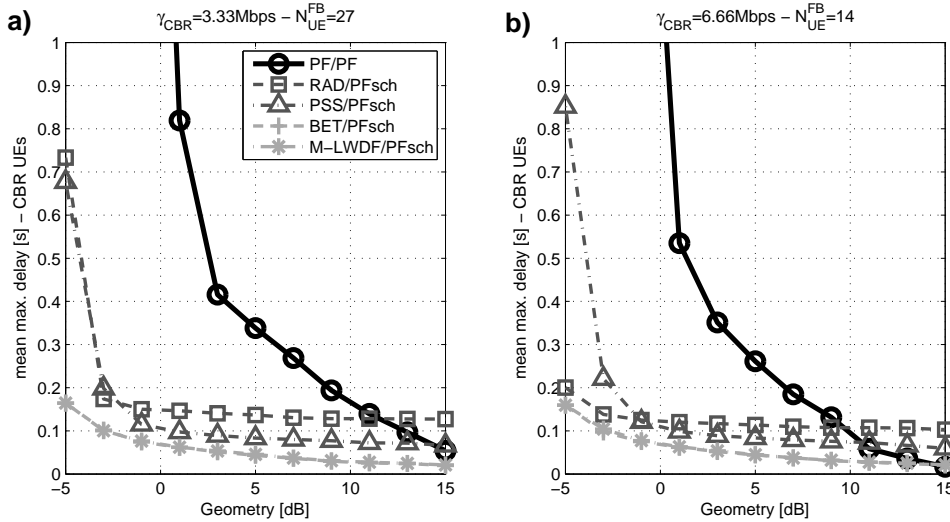 a)
γCBR=3.33Mbps − NUE^FB=27
1
0.9
0.8
0.7
0.6
0.5
0.4
0.3
0.2
0.1
0
mean max. delay [s] − CBR UEs
PF/PF
RAD/PFsch
PSS/PFsch
BET/PFsch
M−LWDF/PFsch
−5
0
5
10
15
Geometry [dB]
b)
γCBR=6.66Mbps − NUE^FB=14
1
0.9
0.8
0.7
0.6
0.5
0.4
0.3
0.2
0.1
0
mean max. delay [s] − CBR UEs
−5
0
5
10
15
Geometry [dB]